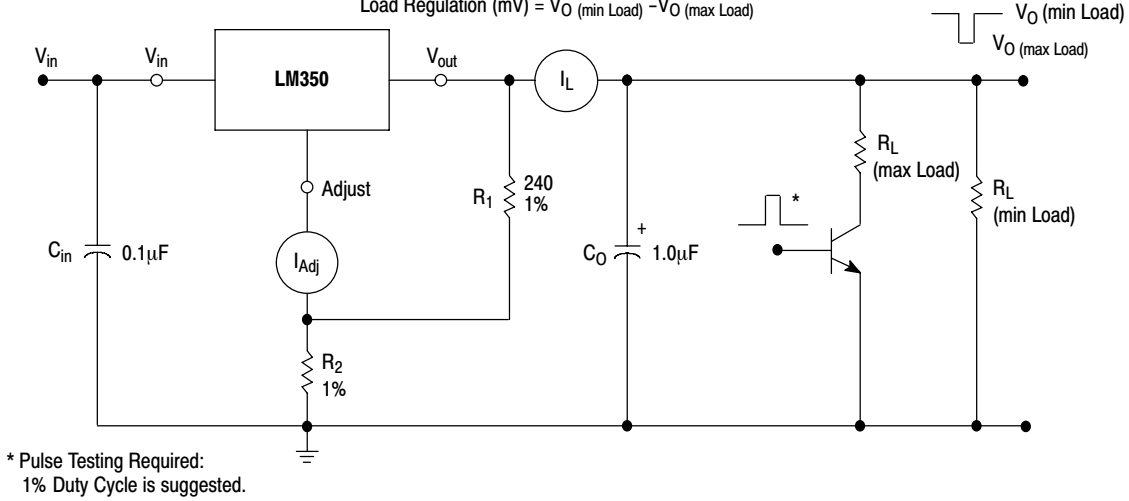 Load Regulation (mV) = VO (min Load) –VO (max Load)
VO (min Load)
VO (max Load)
Vin
Vin
LM350
Vout
IL
Adjust
R1
240
1%
RL
(max Load)
RL
(min Load)
*
Cin
0.1μF
IAdj
CO
+
1.0μF
R2
1%
* Pulse Testing Required:
1% Duty Cycle is suggested.